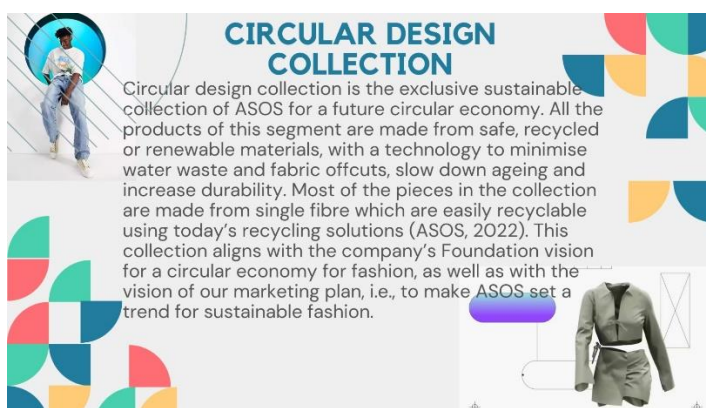 CIRCULAR DESIGN
COLLECTION
Circular design collection is the exclusive sustainable
collection of ASOS for a future circular economy. All the
products of this segment are made from safe, recycled
or renewable materials, with a technology to minimise
water waste and fabric offcuts, slow down ageing and
increase durability. Most of the pieces in the collection
are made from single fibre which are easily recyclable
using today’s recycling solutions (ASOS, 2022). This
collection aligns with the company’s Foundation vision
for a circular economy for fashion, as well as with the
vision of our marketing plan, i.e., to make ASOS set a
trend for sustainable fashion.